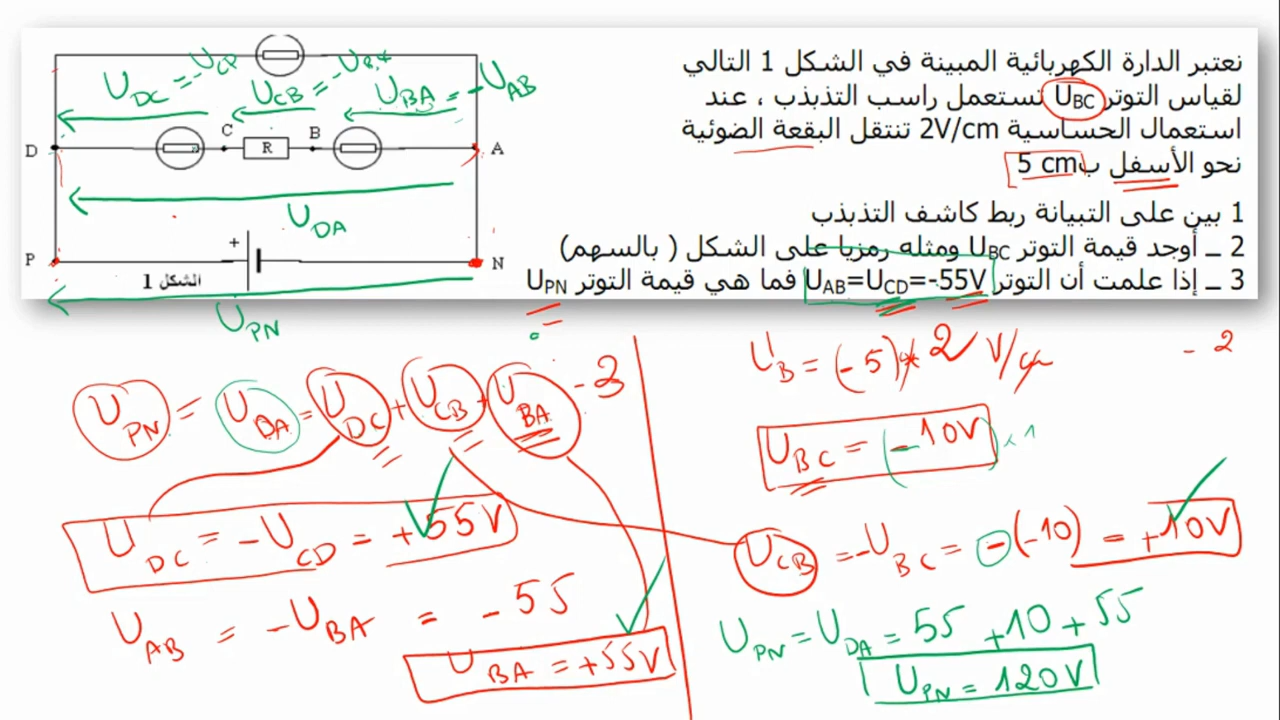 نعتبر الدارة الكهربائية المبينة في الشكل 1 التالي
لقياس التوتر UBC نستعمل راسب التذبذب ، عند
استعمال الحساسية 2V/cm تنتقل البقعة الضوئية
نحو الأسفل ب 5 cm
1 بين على التبيانة ربط كاشف التذبذب
2 ــ أوجد قيمة التوتر UBC ومثله رمزيا على الشكل ( بالسهم)
3 ــ إذا علمت أن التوتر UAB=UCD=-55V فما هي قيمة التوتر UPN
UDC = -UCD
UCB = -UBC
UBA = -UAB
D C R B A
UDA
P + N
الشكل 1
UPN
UPN = UDA = UDC + UCB + UBA - 3
UDC = -UCD = +55V
UAB = -UBA = -55
UBA = +55V
UB = (-5)* 2 V/cm - 2
UBC = (-10V) × 1
UCB = -UBC = -(-10) = +10V
UPN = UDA = 55 + 10 + 55
UPN = 120V